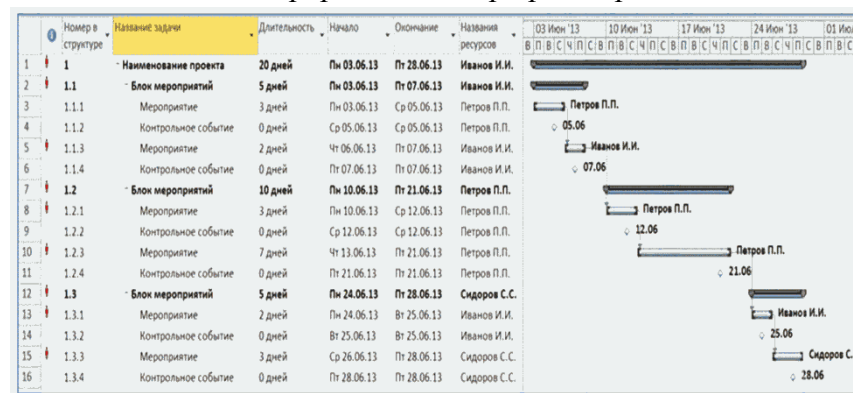 Номер в структуре Название задачи Длительность Начало Окончание Названия ресурсов 03 Июн '13 10 Июн '13 17 Июн '13 24 Июн '13 01 Июл
В П В С Ч П С В П В С Ч П С В П В С Ч П С В П В С Ч П С В П В С
1 1 Наименование проекта 20 дней Пн 03.06.13 Пт 28.06.13 Иванов И.И.
2 1.1 Блок мероприятий 5 дней Пн 03.06.13 Пт 07.06.13 Иванов И.И.
3 1.1.1 Мероприятие 3 дней Пн 03.06.13 Ср 05.06.13 Петров П.П. Петров П.П.
4 1.1.2 Контрольное событие 0 дней Ср 05.06.13 Ср 05.06.13 Петров П.П. 05.06
5 1.1.3 Мероприятие 2 дней Чт 06.06.13 Пт 07.06.13 Иванов И.И. Иванов И.И.
6 1.1.4 Контрольное событие 0 дней Пт 07.06.13 Пт 07.06.13 Иванов И.И. 07.06
7 1.2 Блок мероприятий 10 дней Пн 10.06.13 Пт 21.06.13 Петров П.П.
8 1.2.1 Мероприятие 3 дней Пн 10.06.13 Ср 12.06.13 Петров П.П. Петров П.П.
9 1.2.2 Контрольное событие 0 дней Ср 12.06.13 Ср 12.06.13 Петров П.П. 12.06
10 1.2.3 Мероприятие 7 дней Чт 13.06.13 Пт 21.06.13 Петров П.П. Петров П.П.
11 1.2.4 Контрольное событие 0 дней Пт 21.06.13 Пт 21.06.13 Петров П.П. 21.06
12 1.3 Блок мероприятий 5 дней Пн 24.06.13 Пт 28.06.13 Сидоров С.С.
13 1.3.1 Мероприятие 2 дней Пн 24.06.13 Вт 25.06.13 Иванов И.И. Иванов И.И.
14 1.3.2 Контрольное событие 0 дней Вт 25.06.13 Вт 25.06.13 Иванов И.И. 25.06
15 1.3.3 Мероприятие 3 дней Ср 26.06.13 Пт 28.06.13 Сидоров С.С. Сидоров С.
16 1.3.4 Контрольное событие 0 дней Пт 28.06.13 Пт 28.06.13 Сидоров С.С. 28.06